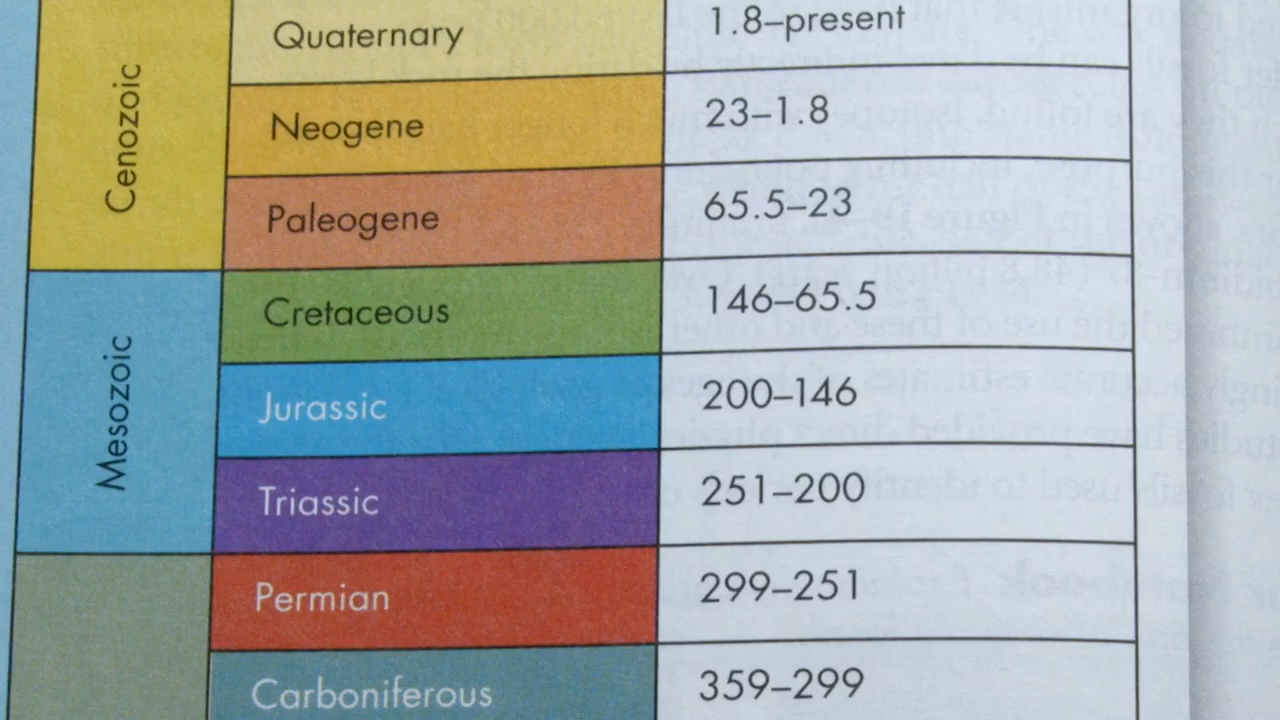 Cenozoic
Quaternary 1.8–present
Neogene 23–1.8
Paleogene 65.5–23
Mesozoic
Cretaceous 146–65.5
Jurassic 200–146
Triassic 251–200
Permian 299–251
Carboniferous 359–299